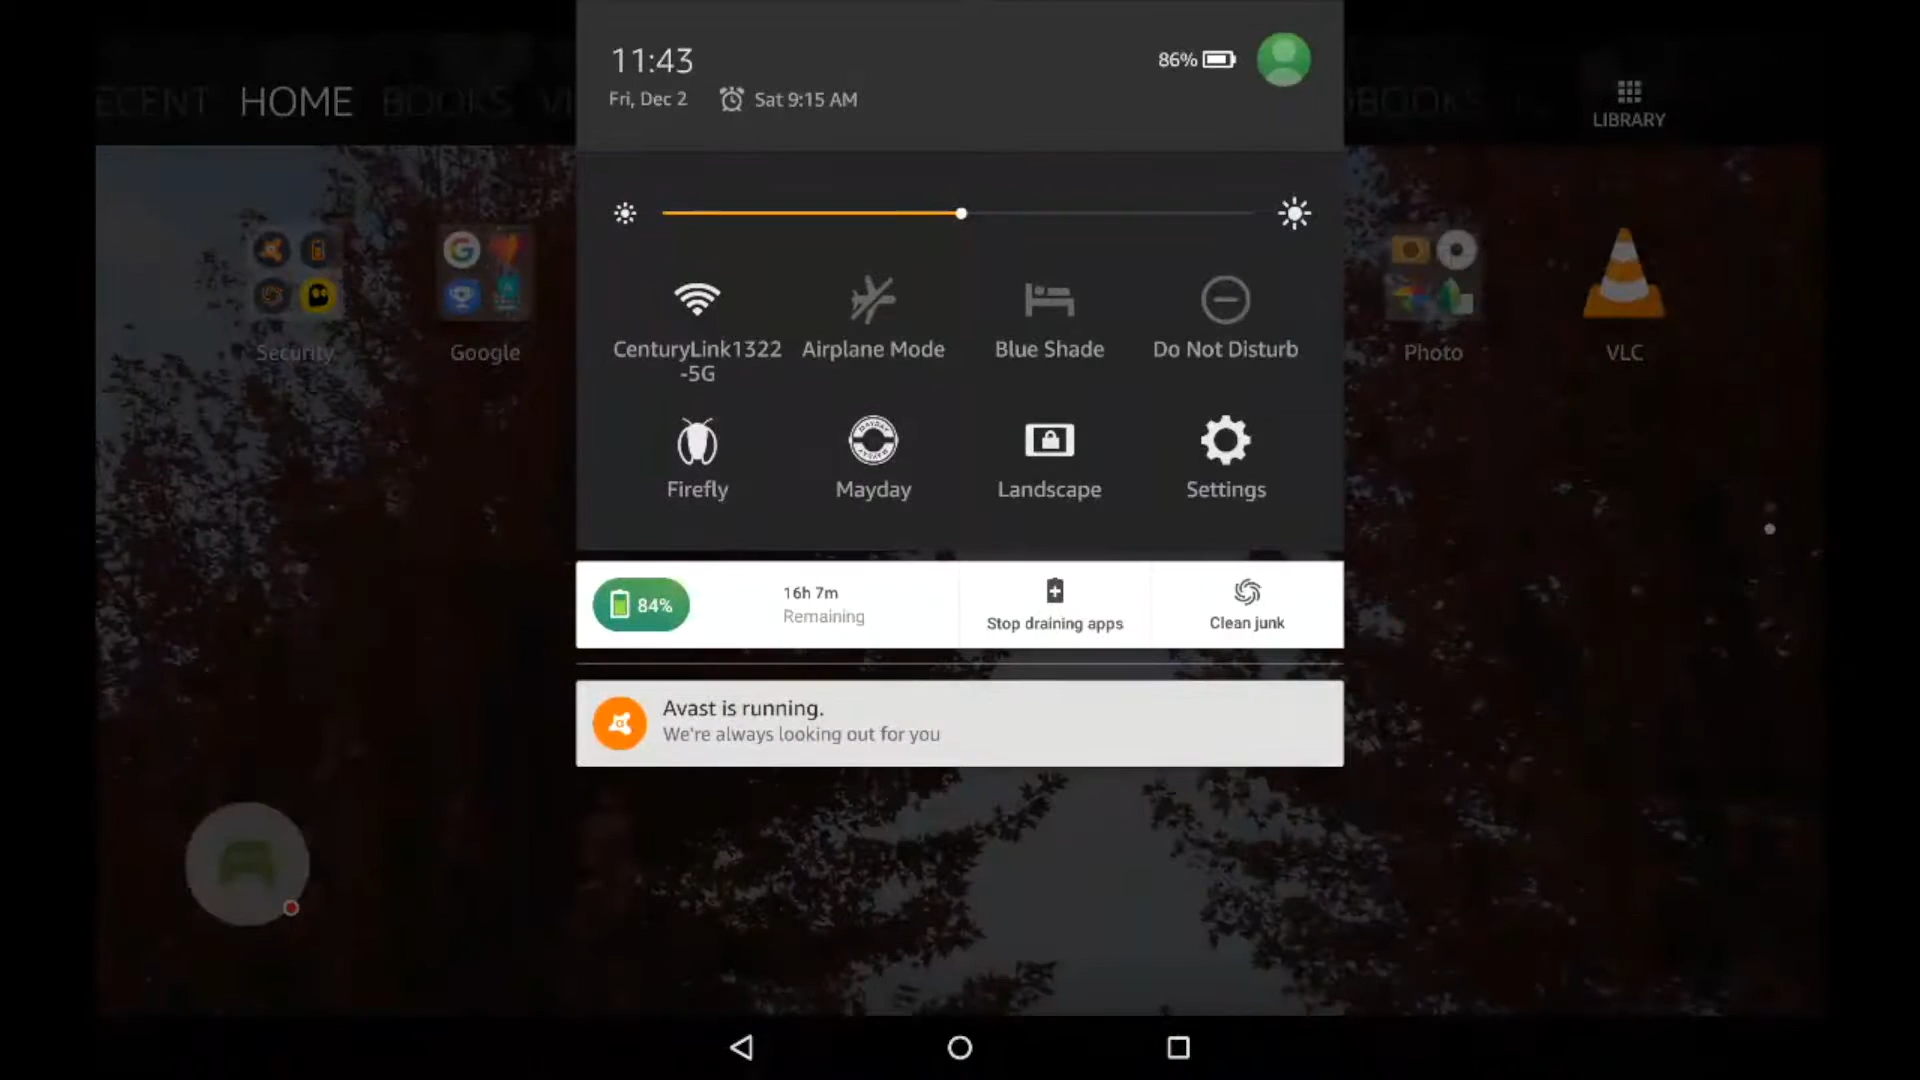 11:43
86%
Fri, Dec 2
Sat 9:15 AM
ECENT
HOME
BOOKS
LIBRARY
CenturyLink1322
-5G
Airplane Mode
Blue Shade
Do Not Disturb
Security
Google
Photo
VLC
Firefly
Mayday
Landscape
Settings
84%
16h 7m
Remaining
Stop draining apps
Clean junk
Avast is running.
We're always looking out for you